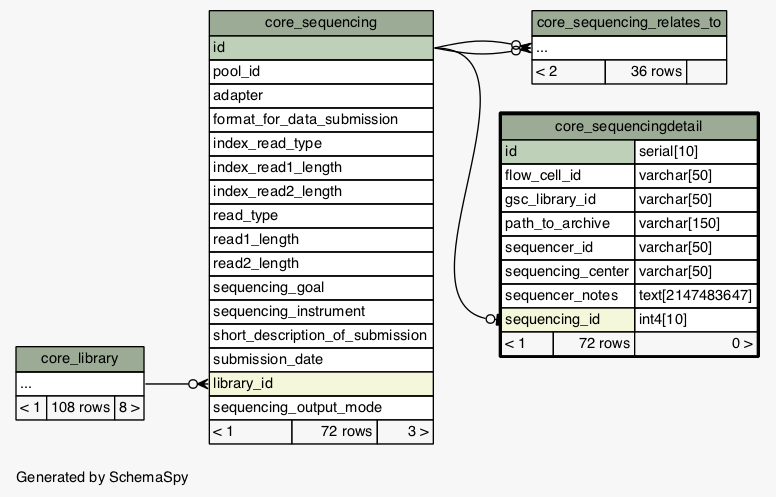 core_sequencing
id
pool_id
adapter
format_for_data_submission
index_read_type
index_read1_length
index_read2_length
read_type
read1_length
read2_length
sequencing_goal
sequencing_instrument
short_description_of_submission
submission_date
library_id
sequencing_output_mode
< 1 72 rows 3 >
core_sequencing_relates_to
...
< 2 36 rows
core_sequencingdetail
id serial[10]
flow_cell_id varchar[50]
gsc_library_id varchar[50]
path_to_archive varchar[150]
sequencer_id varchar[50]
sequencing_center varchar[50]
sequencer_notes text[2147483647]
sequencing_id int4[10]
< 1 72 rows 0 >
core_library
...
< 1 108 rows 8 >
Generated by SchemaSpy